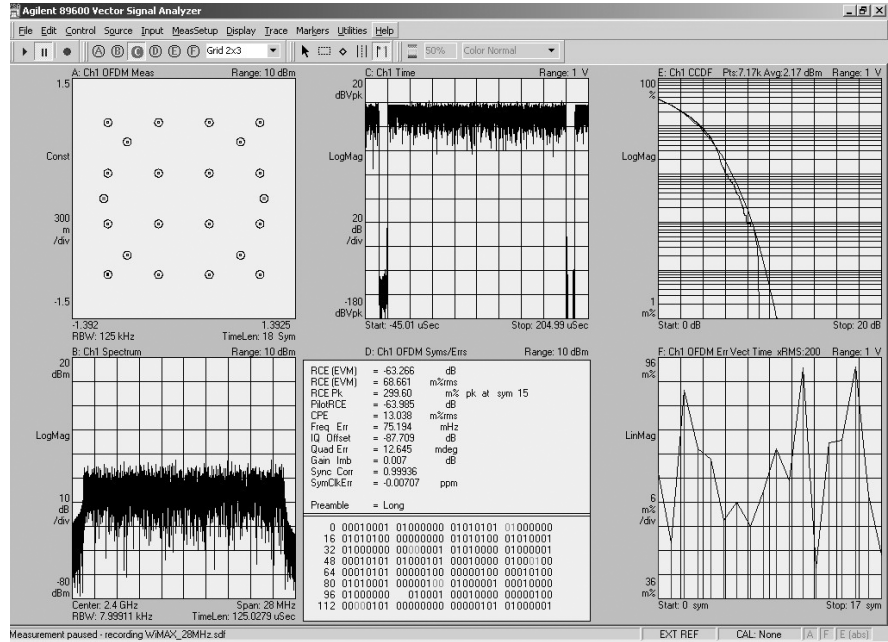 Agilent 89600 Vector Signal Analyzer
File Edit Control Source Input MeasSetup Display Trace Markers Utilities Help
A B C D E F Grid 2x3 50% Color Normal
A: Ch1 OFDM Meas Range: 10 dBm
1.5
Const
300
m
/div
-1.5
-1.392 1.3925
RBW: 125 kHz TimeLen: 18 Sym
C: Ch1 Time Range: 1 V
20
dBVpk
LogMag
20
dB
/div
-180
dBVpk
Start: -45.01 uSec Stop: 204.99 uSec
E: Ch1 CCDF Pts:7.17k Avg:2.17 dBm Range: 1 V
100
%
LogMag
1
m%
Start: 0 dB Stop: 20 dB
B: Ch1 Spectrum Range: 10 dBm
20
dBm
LogMag
10
dB
/div
-80
dBm
Center: 2.4 GHz Span: 28 MHz
RBW: 7.99911 kHz TimeLen: 125.0279 uSec
D: Ch1 OFDM Syms/Errs Range: 10 dBm
RCE (EVM) = -63.266 dB
RCE (EVM) = 68.661 m%rms
RCE Pk = 299.60 m% pk at sym 15
PilotRCE = -63.985 dB
CPE = 13.038 m%rms
Freq Err = 75.194 mHz
IQ Offset = -87.709 dB
Quad Err = 12.645 mdeg
Gain Imb = 0.007 dB
Sync Corr = 0.99936
SymClkErr = -0.00707 ppm
Preamble = Long
0 00010001 01000000 01010101 01000000
16 01010100 00000000 01010100 01010001
32 01000000 00000001 01010000 01000001
48 00010101 01000101 00010000 01000100
64 00010101 00000100 00000100 00010100
80 01010001 00000100 01000001 00010000
96 01000000 010001 00010000 01010000
112 00000101 00000000 00000101 01000001
F: Ch1 OFDM Err Vect Time xRMS:200 Range: 1 V
96
m%
LinMag
6
m%
/div
36
m%
Start: 0 sym Stop: 17 sym
Measurement paused - recording WiMAX_28MHz.sdf EXT REF CAL: None A F E (abs)